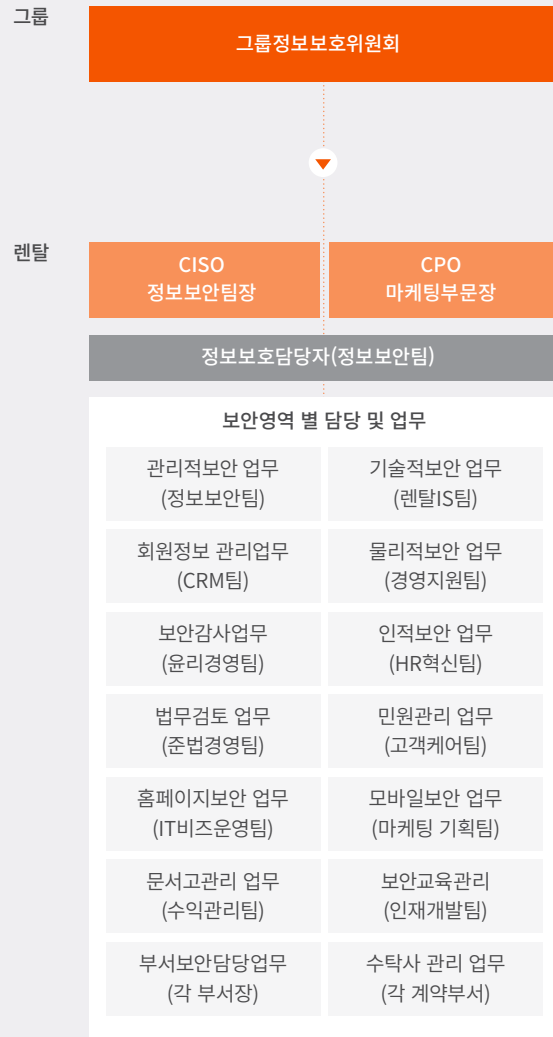 그룹
그룹정보보호위원회
렌탈
CISO
정보보안팀장
CPO
마케팅부문장
정보보호담당자(정보보안팀)
보안영역 별 담당 및 업무
관리적보안 업무
(정보보안팀)
기술적보안 업무
(렌탈IS팀)
회원정보 관리업무
(CRM팀)
물리적보안 업무
(경영지원팀)
보안감사업무
(윤리경영팀)
인적보안 업무
(HR혁신팀)
법무검토 업무
(준법경영팀)
민원관리 업무
(고객케어팀)
홈페이지보안 업무
(IT비즈운영팀)
모바일보안 업무
(마케팅 기획팀)
문서고관리 업무
(수익관리팀)
보안교육관리
(인재개발팀)
부서보안담당업무
(각 부서장)
수탁사 관리 업무
(각 계약부서)